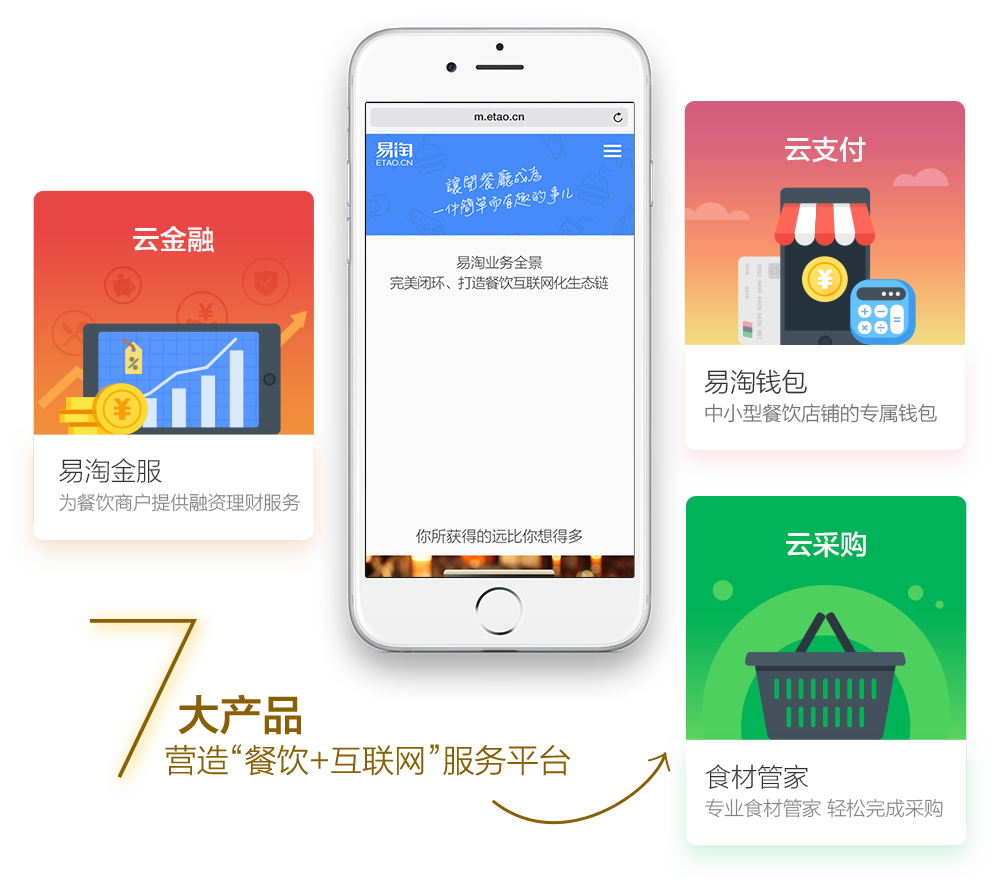 m.etao.cn
易淘
ETAO.CN
讓開餐廳成為
一件簡單而有趣的事儿
易淘业务全景
完美闭环、打造餐饮互联网化生态链
你所获得的远比你想得多
云金融
易淘金服
为餐饮商户提供融资理财服务
云支付
易淘钱包
中小型餐饮店铺的专属钱包
云采购
食材管家
专业食材管家 轻松完成采购
7
大产品
营造“餐饮+互联网”服务平台